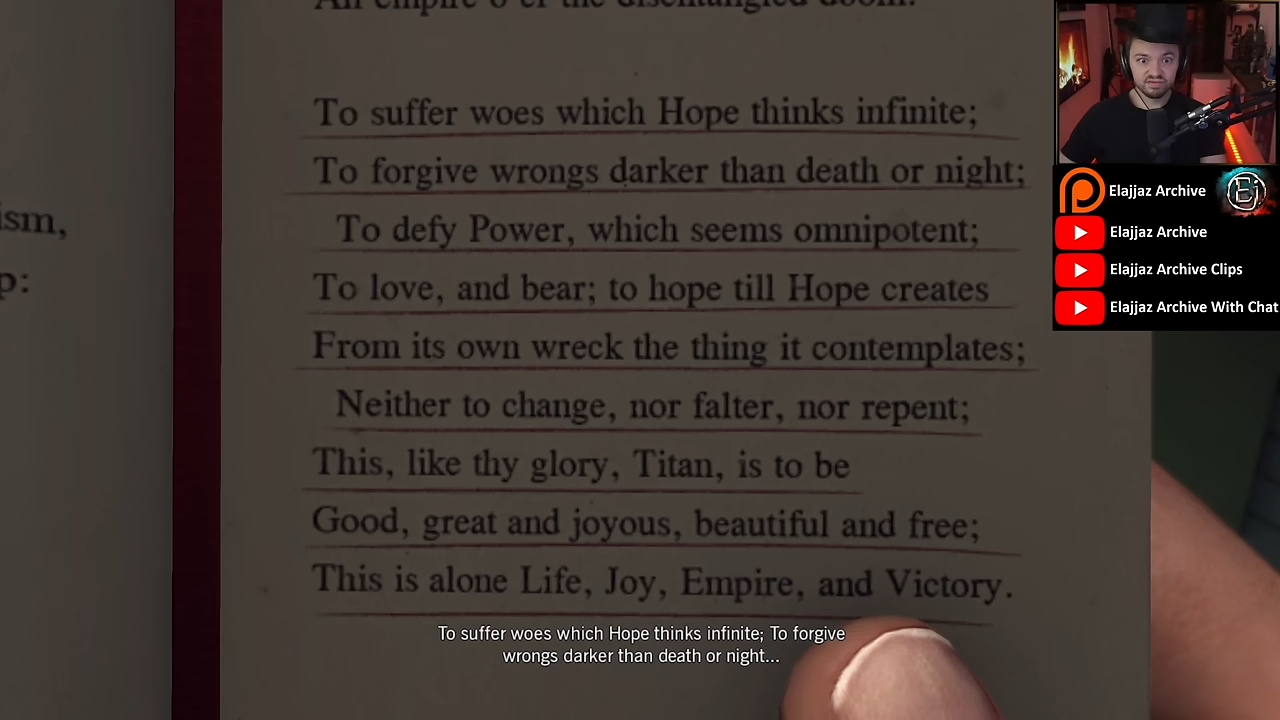 To suffer woes which Hope thinks infinite;
To forgive wrongs darker than death or night;
To defy Power, which seems omnipotent;
To love, and bear; to hope till Hope creates
From its own wreck the thing it contemplates;
Neither to change, nor falter, nor repent;
This, like thy glory, Titan, is to be
Good, great and joyous, beautiful and free;
This is alone Life, Joy, Empire, and Victory.
ism,
p:
To suffer woes which Hope thinks infinite; To forgive
wrongs darker than death or night...
Elajjaz Archive
Ej
Elajjaz Archive
Elajjaz Archive Clips
Elajjaz Archive With Chat